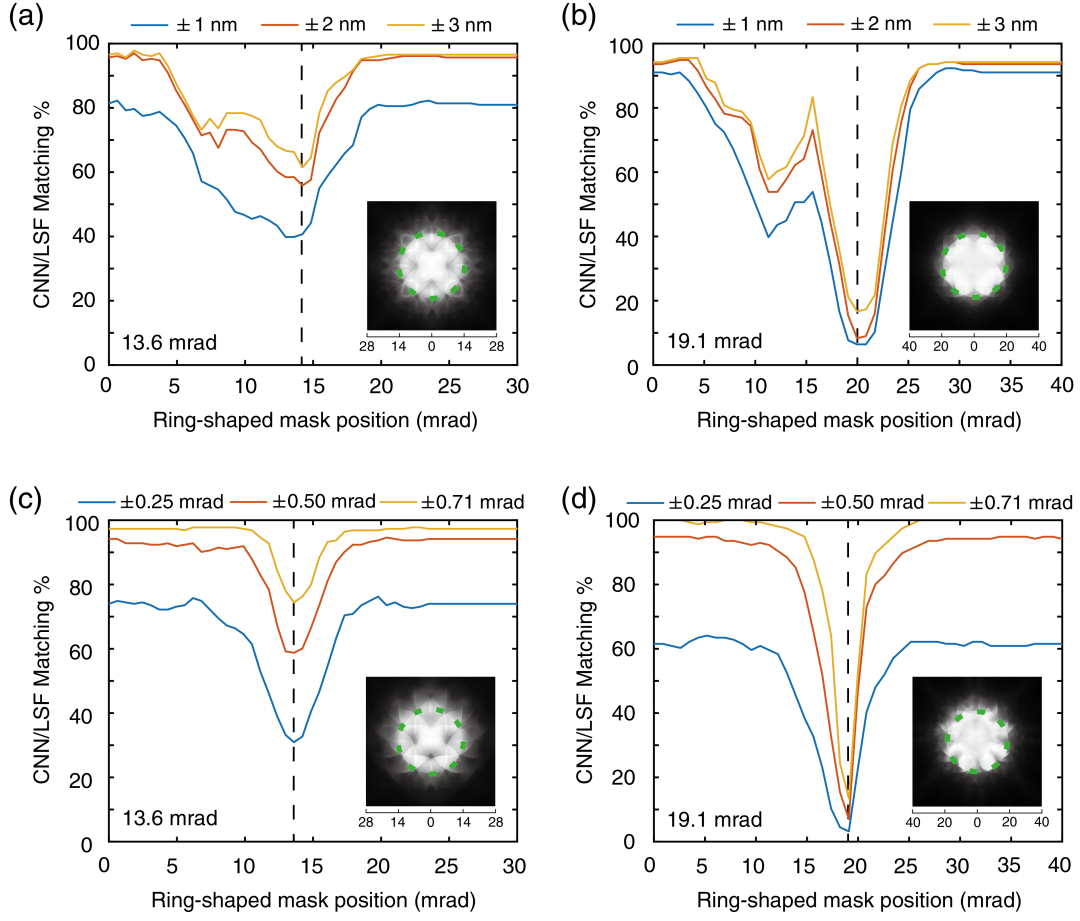 (a)
± 1 nm ± 2 nm ± 3 nm
100
80
60
40
20
0
CNN/LSF Matching %
13.6 mrad
28 14 0 14 28
0 5 10 15 20 25 30
Ring-shaped mask position (mrad)
(b)
± 1 nm ± 2 nm ± 3 nm
100
80
60
40
20
0
CNN/LSF Matching %
19.1 mrad
40 20 0 20 40
0 5 10 15 20 25 30 35 40
Ring-shaped mask position (mrad)
(c)
±0.25 mrad ±0.50 mrad ±0.71 mrad
100
80
60
40
20
0
CNN/LSF Matching %
13.6 mrad
28 14 0 14 28
0 5 10 15 20 25 30
Ring-shaped mask position (mrad)
(d)
±0.25 mrad ±0.50 mrad ±0.71 mrad
100
80
60
40
20
0
CNN/LSF Matching %
19.1 mrad
40 20 0 20 40
0 5 10 15 20 25 30 35 40
Ring-shaped mask position (mrad)